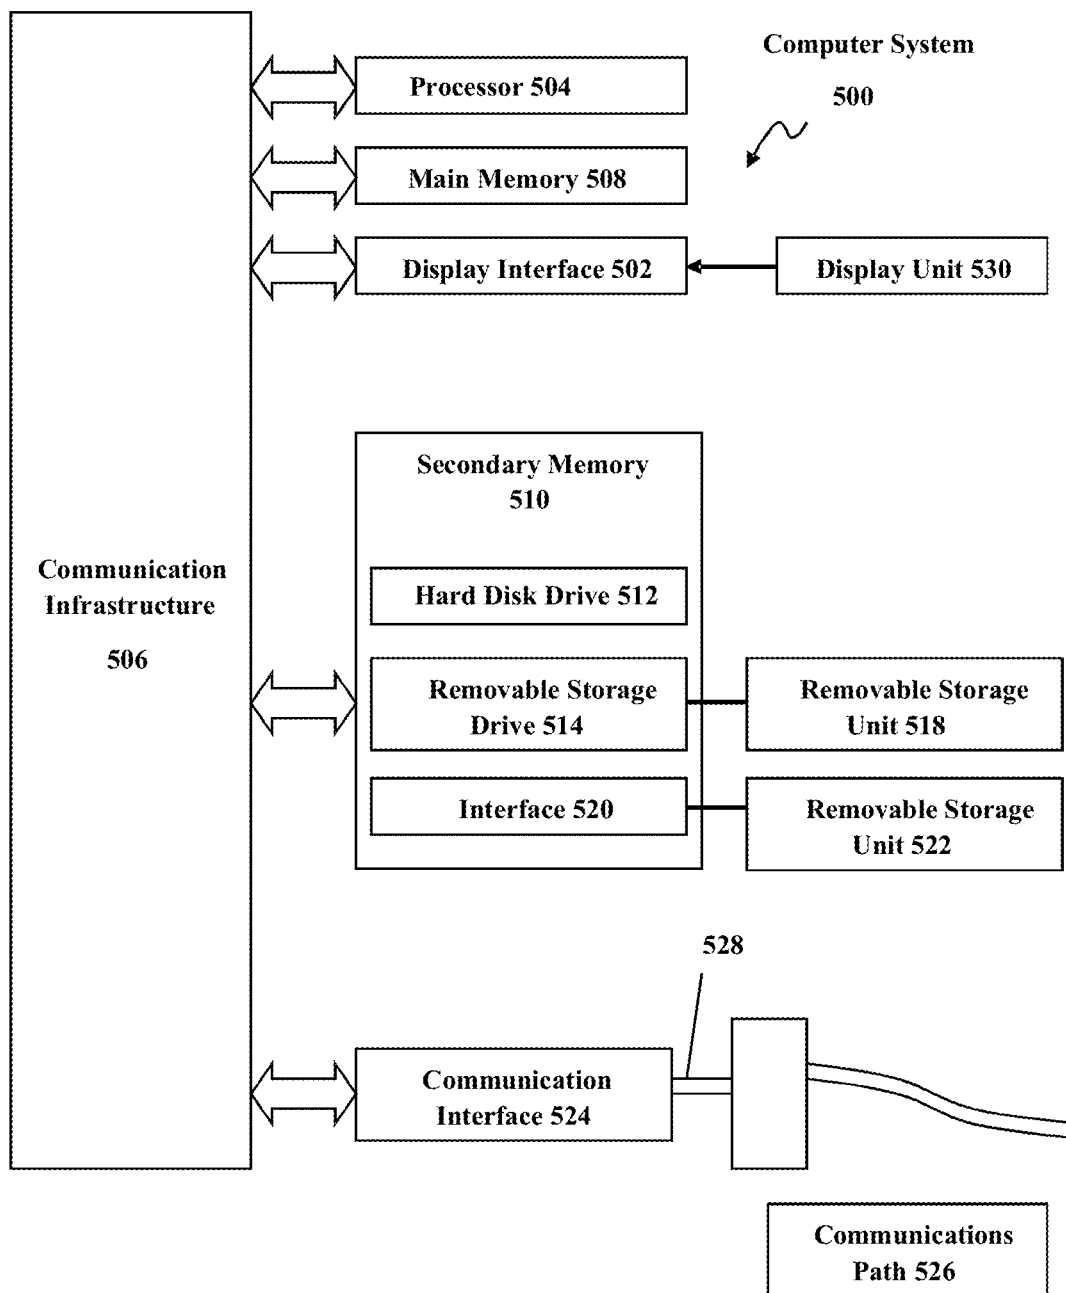 Computer System
500
Processor 504
Main Memory 508
Display Interface 502
Display Unit 530
Secondary Memory
510
Communication
Infrastructure
506
Hard Disk Drive 512
Removable Storage
Drive 514
Removable Storage
Unit 518
Interface 520
Removable Storage
Unit 522
528
Communication
Interface 524
Communications
Path 526